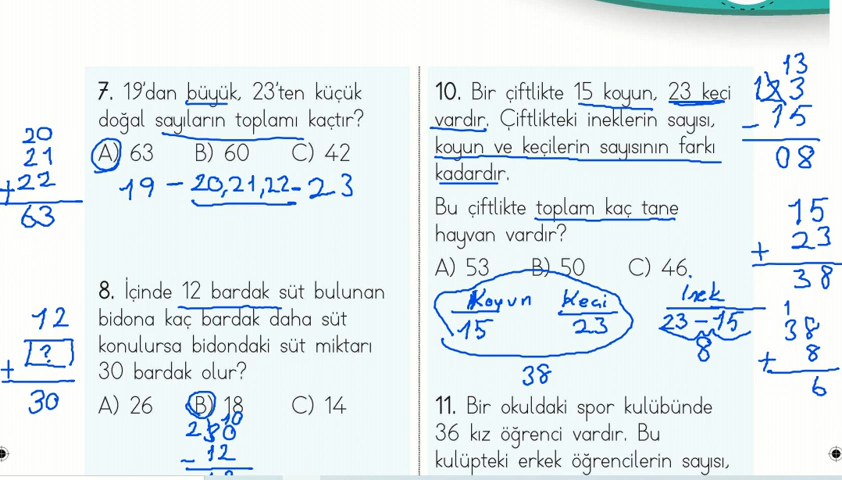 7. 19'dan büyük, 23'ten küçük
doğal sayıların toplamı kaçtır?
A) 63 B) 60 C) 42
19 - 20, 21, 22 - 23
20
21
+22
63
8. İçinde 12 bardak süt bulunan
bidona kaç bardak daha süt
konulursa bidondaki süt miktarı
30 bardak olur?
A) 26 B) 18 C) 14
12
+ ?
30
10
230
- 12
10. Bir çiftlikte 15 koyun, 23 keçi
vardır. Çiftlikteki ineklerin sayısı,
koyun ve keçilerin sayısının farkı
kadardır.
Bu çiftlikte toplam kaç tane
hayvan vardır?
A) 53 B) 50 C) 46
Koyun Keçi İnek
15 23 23 - 15
8
38
13
123
- 15
08
15
+ 23
38
1
38
+ 8
6
11. Bir okuldaki spor kulübünde
36 kız öğrenci vardır. Bu
kulüpteki erkek öğrencilerin sayısı,